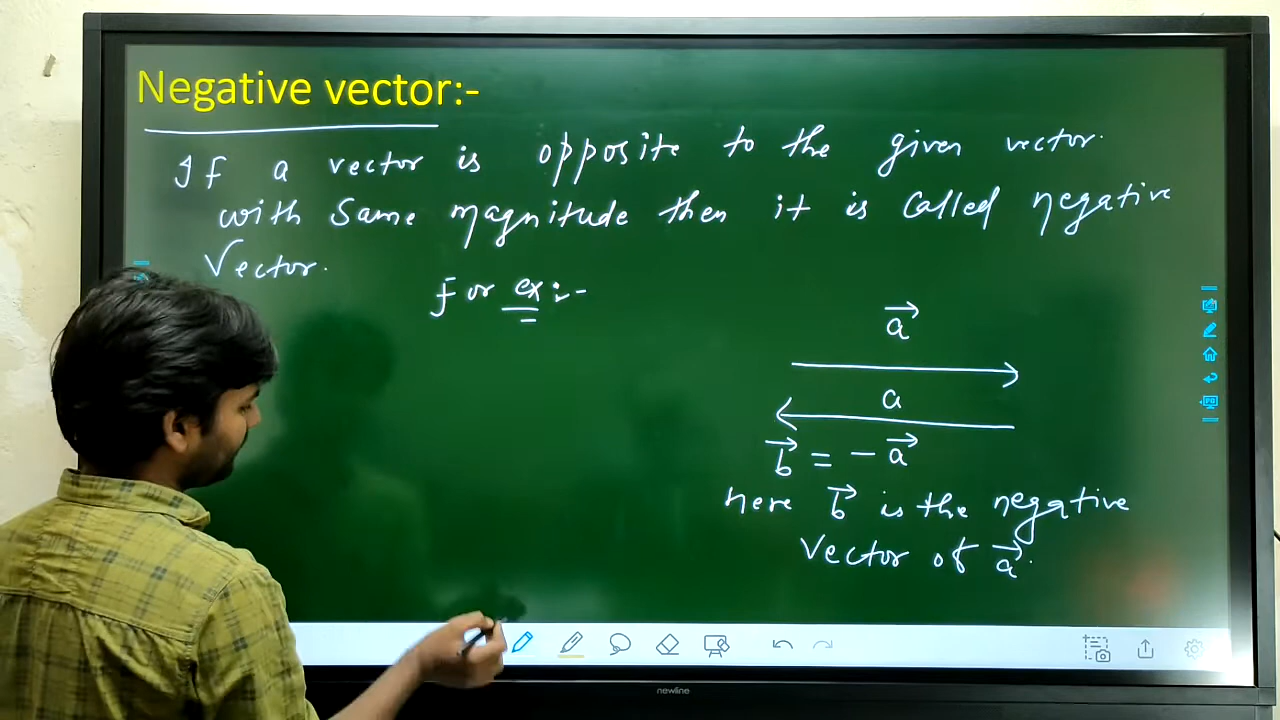 Negative vector:-
If a vector is opposite to the given vector.
with same magnitude then it is called negative
Vector.
for ex:-
→a
a
→b = - →a
here →b is the negative
Vector of →a.
newline